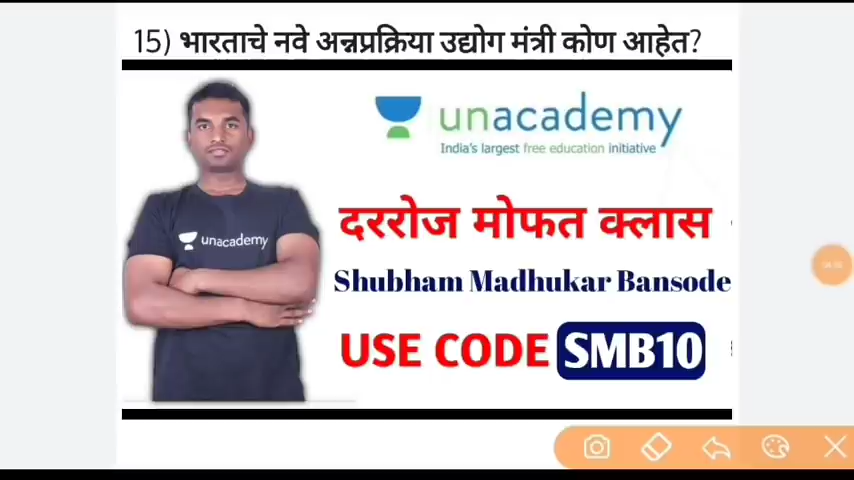 15) भारताचे नवे अन्नप्रक्रिया उद्योग मंत्री कोण आहेत?
unacademy
India's largest free education initiative
unacademy
दररोज मोफत क्लास
Shubham Madhukar Bansode
USE CODE SMB10